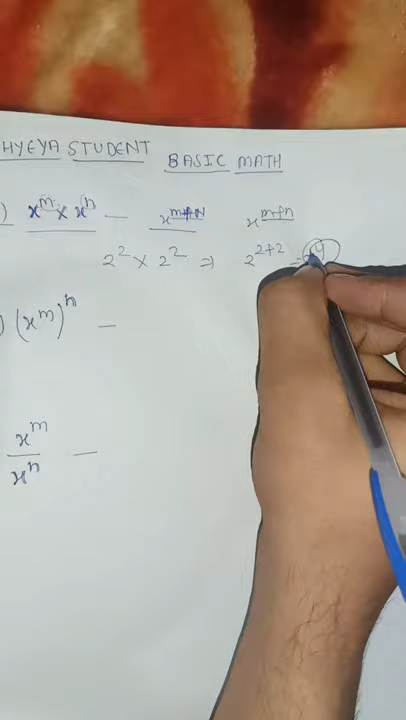 HYEYA STUDENT BASIC MATH
) x^m × x^n — x^{m+n} x^{m+n}
2^2 × 2^2 ⇒ 2^{2+2} =
) (x^m)^n —
x^m / x^n —